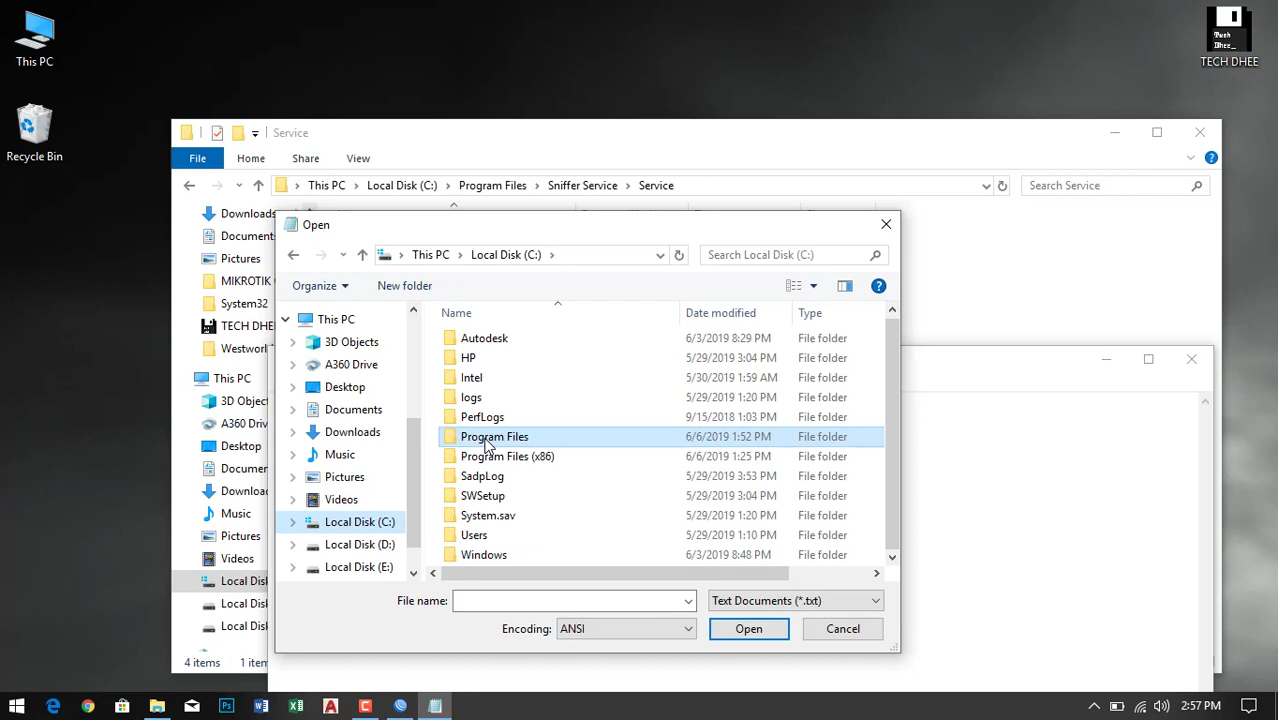 This PC
Recycle Bin
Tech
Dhee_
TECH DHEE
Service
File
Home
Share
View
This PC
Local Disk (C:)
Program Files
Sniffer Service
Service
Search Service
Downloads
Documents
Pictures
MIKROTIK
System32
TECH DHEE
Westworld
This PC
3D Object
A360 Drive
Desktop
Documen
Downloads
Music
Pictures
Videos
Local Disk
Local Disk
Local Disk
4 items
1 item
Open
This PC
Local Disk (C:)
Search Local Disk (C:)
Organize
New folder
This PC
3D Objects
A360 Drive
Desktop
Documents
Downloads
Music
Pictures
Videos
Local Disk (C:)
Local Disk (D:)
Local Disk (E:)
Name Date modified Type
Autodesk 6/3/2019 8:29 PM File folder
HP 5/29/2019 3:04 PM File folder
Intel 5/30/2019 1:59 AM File folder
logs 5/29/2019 1:20 PM File folder
PerfLogs 9/15/2018 1:03 PM File folder
Program Files 6/6/2019 1:52 PM File folder
Program Files (x86) 6/6/2019 1:25 PM File folder
SadpLog 5/29/2019 3:53 PM File folder
SWSetup 5/29/2019 3:04 PM File folder
System.sav 5/29/2019 1:20 PM File folder
Users 5/29/2019 1:10 PM File folder
Windows 6/3/2019 8:48 PM File folder
File name:
Text Documents (*.txt)
Encoding: ANSI
Open
Cancel
2:57 PM